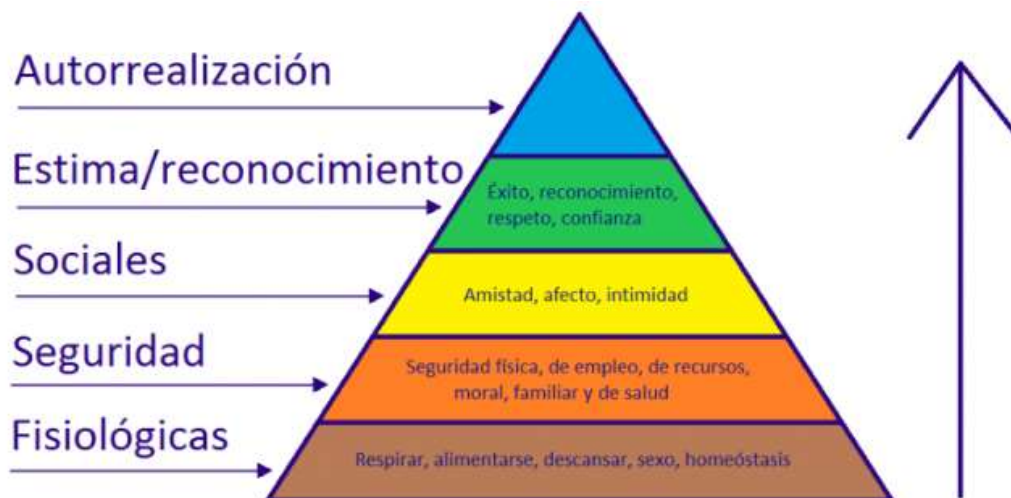 Autorrealización
Estima/reconocimiento
Éxito, reconocimiento,
respeto, confianza
Sociales
Amistad, afecto, intimidad
Seguridad
Seguridad física, de empleo, de recursos,
moral, familiar y de salud
Fisiológicas
Respirar, alimentarse, descansar, sexo, homeóstasis